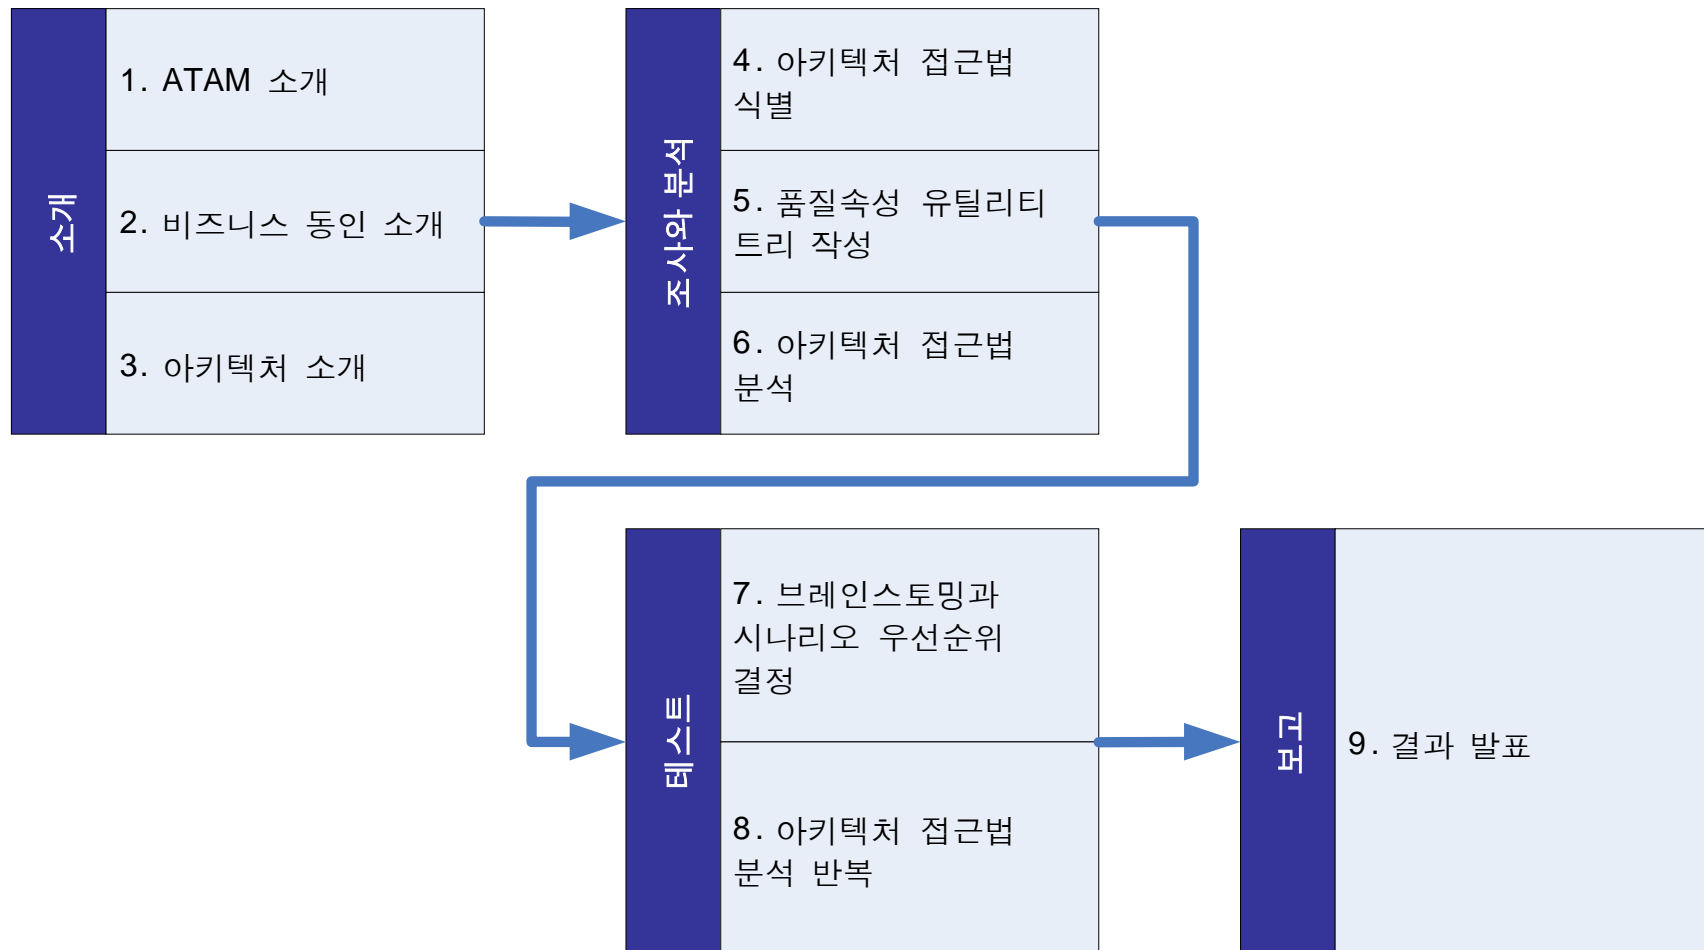 소개
1. ATAM 소개
2. 비즈니스 동인 소개
3. 아키텍처 소개
조사와 분석
4. 아키텍처 접근법
식별
5. 품질속성 유틸리티
트리 작성
6. 아키텍처 접근법
분석
테스트
7. 브레인스토밍과
시나리오 우선순위
결정
8. 아키텍처 접근법
분석 반복
보고
9. 결과 발표